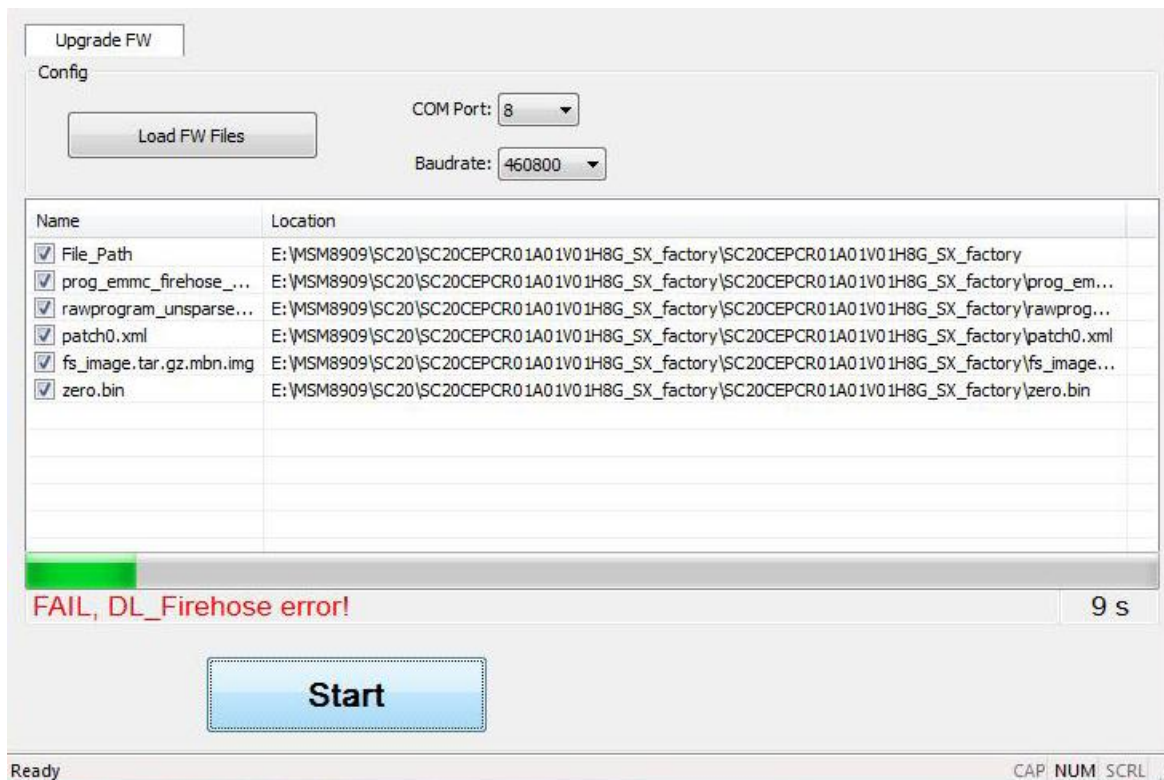 Upgrade FW
Config
Load FW Files
COM Port: 8
Baudrate: 460800
Name Location
File_Path E:\MSM8909\SC20\SC20CEPCR01A01V01H8G_SX_factory\SC20CEPCR01A01V01H8G_SX_factory
prog_emmc_firehose_... E:\MSM8909\SC20\SC20CEPCR01A01V01H8G_SX_factory\SC20CEPCR01A01V01H8G_SX_factory\prog_em...
rawprogram_unsparse... E:\MSM8909\SC20\SC20CEPCR01A01V01H8G_SX_factory\SC20CEPCR01A01V01H8G_SX_factory\rawprog...
patch0.xml E:\MSM8909\SC20\SC20CEPCR01A01V01H8G_SX_factory\SC20CEPCR01A01V01H8G_SX_factory\patch0.xml
fs_image.tar.gz.mbn.img E:\MSM8909\SC20\SC20CEPCR01A01V01H8G_SX_factory\SC20CEPCR01A01V01H8G_SX_factory\fs_image...
zero.bin E:\MSM8909\SC20\SC20CEPCR01A01V01H8G_SX_factory\SC20CEPCR01A01V01H8G_SX_factory\zero.bin
FAIL, DL_Firehose error! 9 s
Start
Ready CAP NUM SCRL